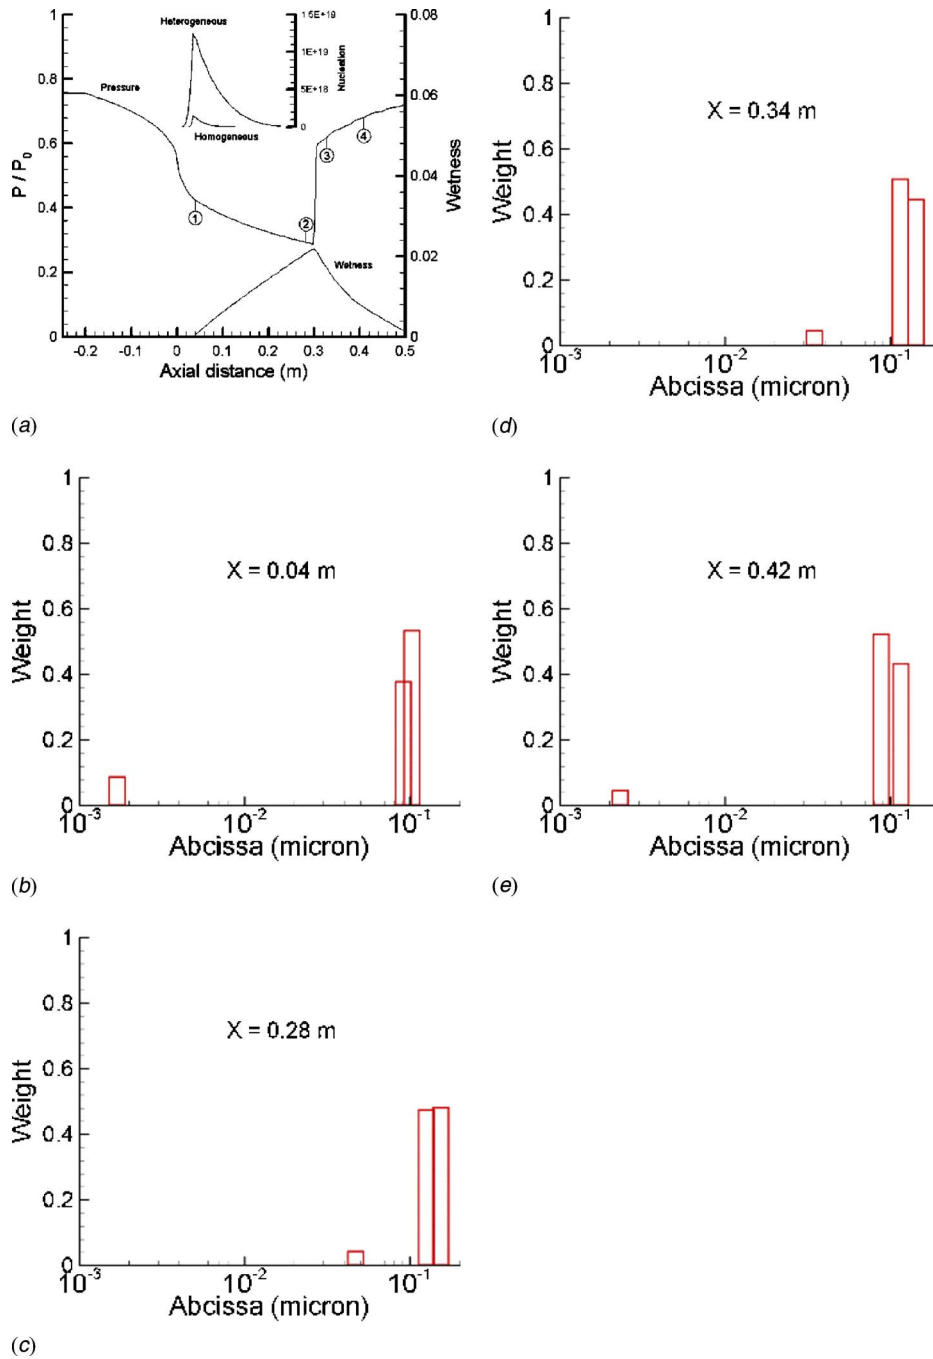 1
0.8
0.6
0.4
0.2
0
P / P0
Pressure
Heterogeneous
Homogeneous
1.5E+19
1E+19
5E+18
0
Nucleation
0.08
0.06
0.04
0.02
0
Wetness
1
2
3
4
Wetness
-0.2 -0.1 0 0.1 0.2 0.3 0.4 0.5
Axial distance (m)
(a)
1
0.8
0.6
0.4
0.2
0
Weight
X = 0.34 m
10-3 10-2 10-1
Abcissa (micron)
(d)
1
0.8
0.6
0.4
0.2
0
Weight
X = 0.04 m
10-3 10-2 10-1
Abcissa (micron)
(b)
1
0.8
0.6
0.4
0.2
0
Weight
X = 0.42 m
10-3 10-2 10-1
Abcissa (micron)
(e)
1
0.8
0.6
0.4
0.2
0
Weight
X = 0.28 m
10-3 10-2 10-1
Abcissa (micron)
(c)